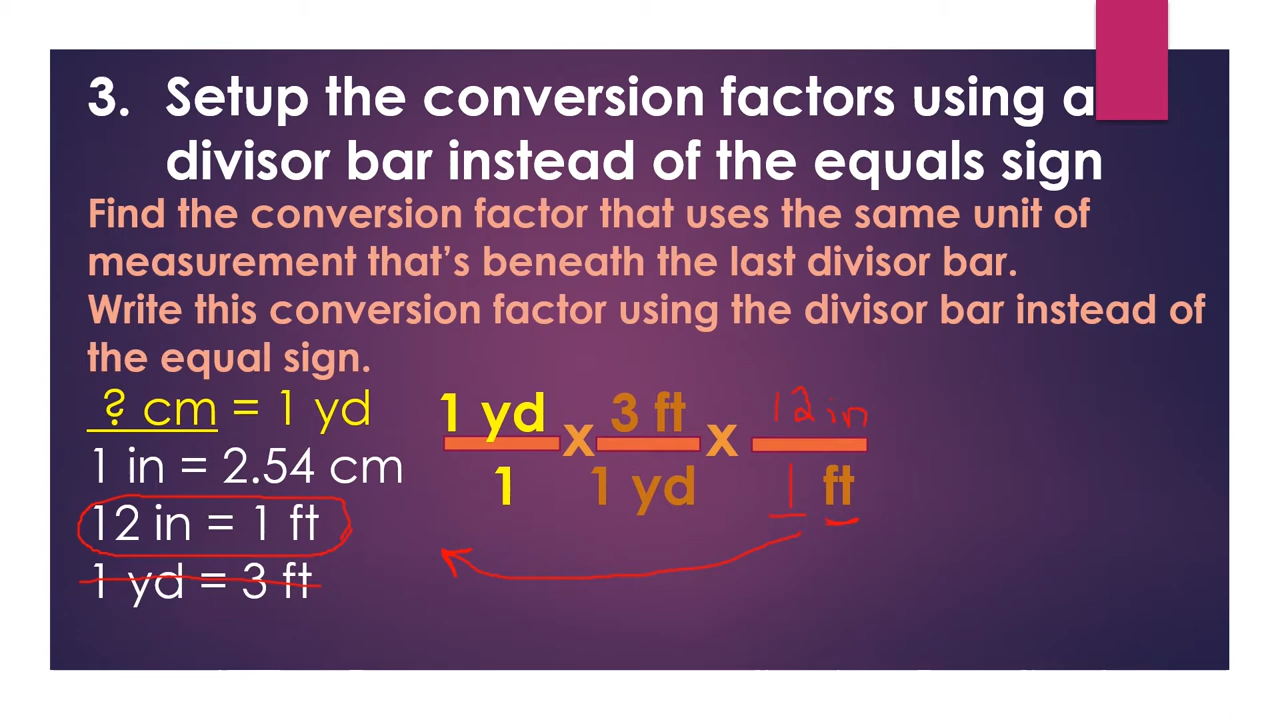 3. Setup the conversion factors using a
divisor bar instead of the equals sign
Find the conversion factor that uses the same unit of
measurement that's beneath the last divisor bar.
Write this conversion factor using the divisor bar instead of
the equal sign.
? cm = 1 yd
1 in = 2.54 cm
12 in = 1 ft
1 yd = 3 ft
1 yd x 3 ft x 12 in
1 1 yd 1 ft